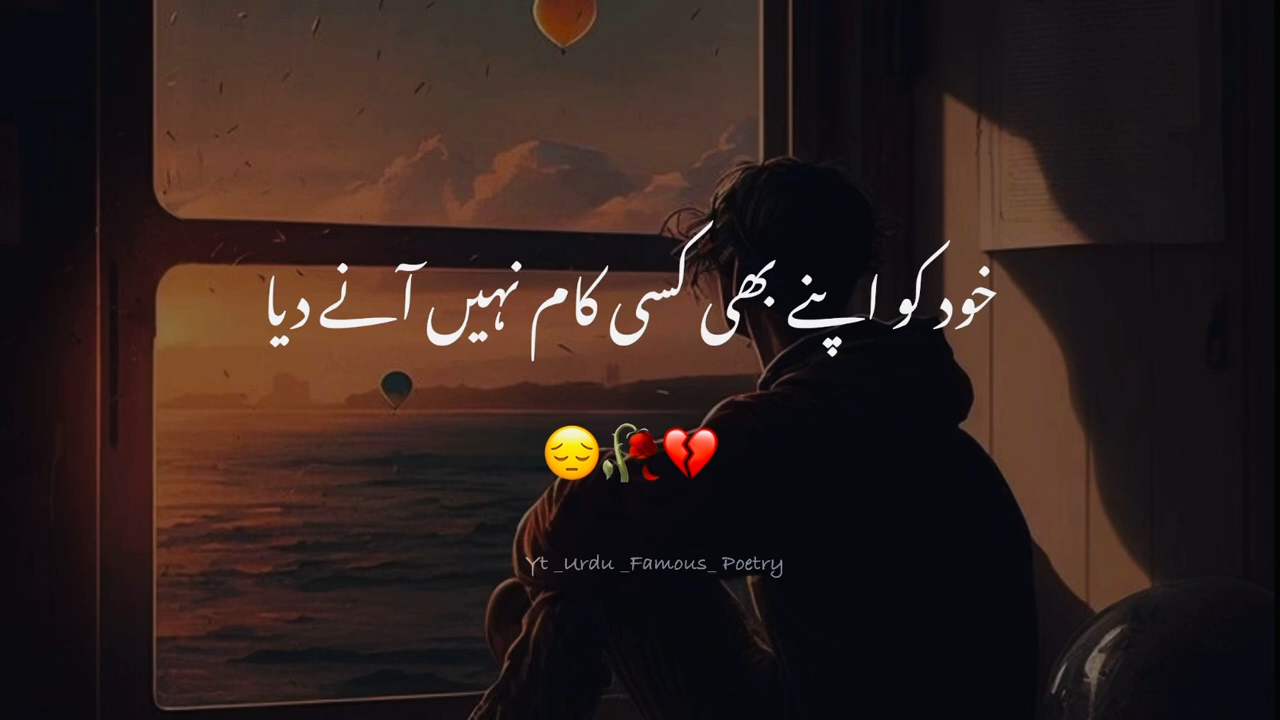 خود کو اپنے بھی کسی کام نہیں آنے دیا
😔🥀💔
Yt _Urdu _Famous_ Poetry